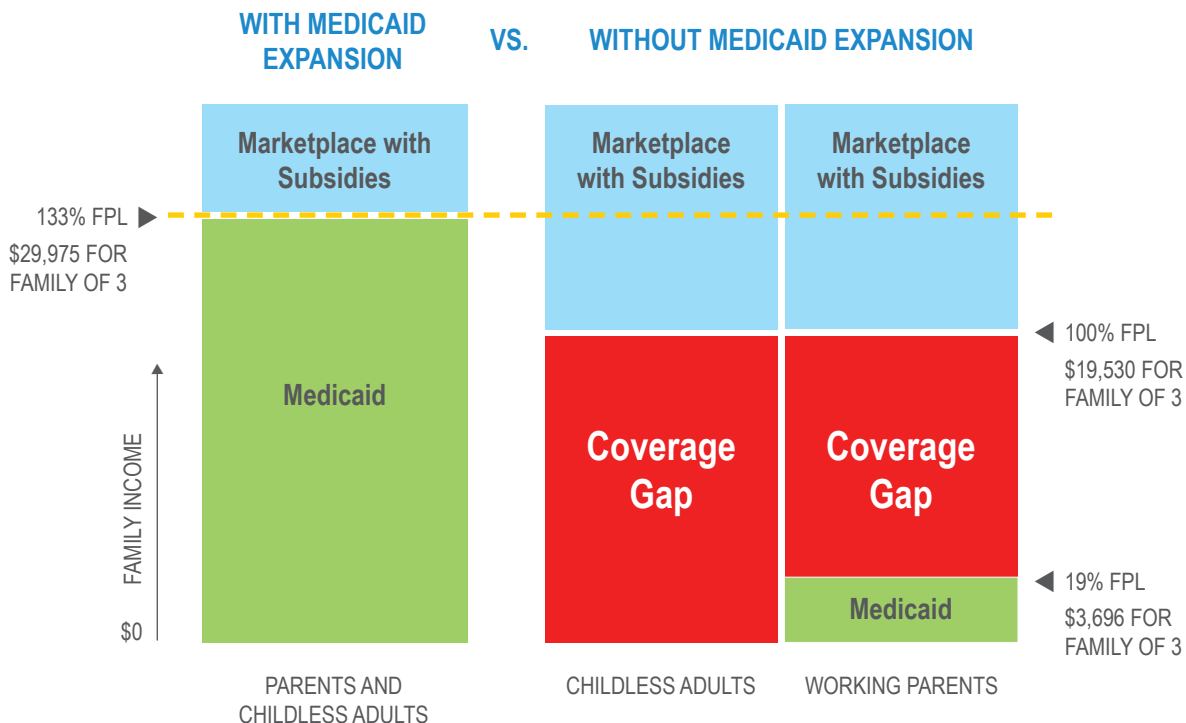 WITH MEDICAID
EXPANSION
VS.
WITHOUT MEDICAID EXPANSION
Marketplace with
Subsidies
Marketplace
with Subsidies
Marketplace
with Subsidies
133% FPL
$29,975 FOR
FAMILY OF 3
100% FPL
$19,530 FOR
FAMILY OF 3
Medicaid
Coverage
Gap
Coverage
Gap
FAMILY INCOME
19% FPL
$3,696 FOR
FAMILY OF 3
Medicaid
$0
PARENTS AND
CHILDLESS ADULTS
CHILDLESS ADULTS
WORKING PARENTS